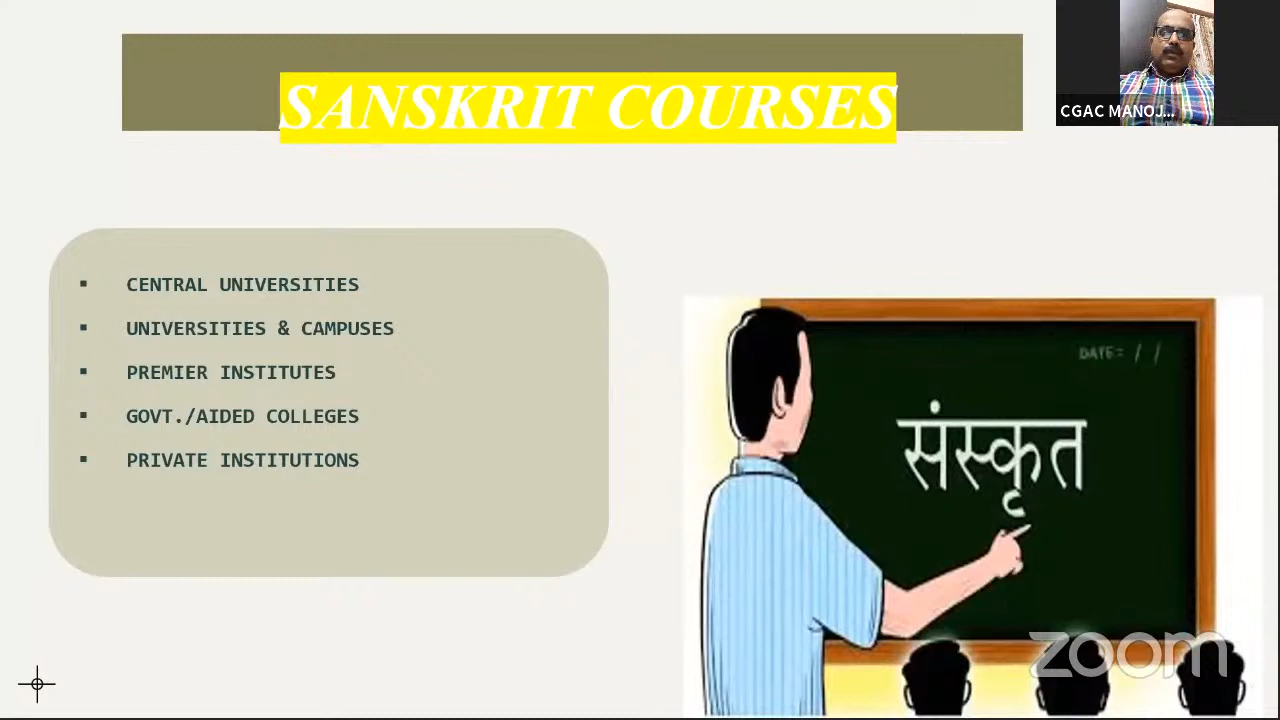 SANSKRIT COURSES
CGAC MANOJ...
▪ CENTRAL UNIVERSITIES
▪ UNIVERSITIES & CAMPUSES
▪ PREMIER INSTITUTES
▪ GOVT./AIDED COLLEGES
▪ PRIVATE INSTITUTIONS
DATE= / /
संस्कृत
zoom